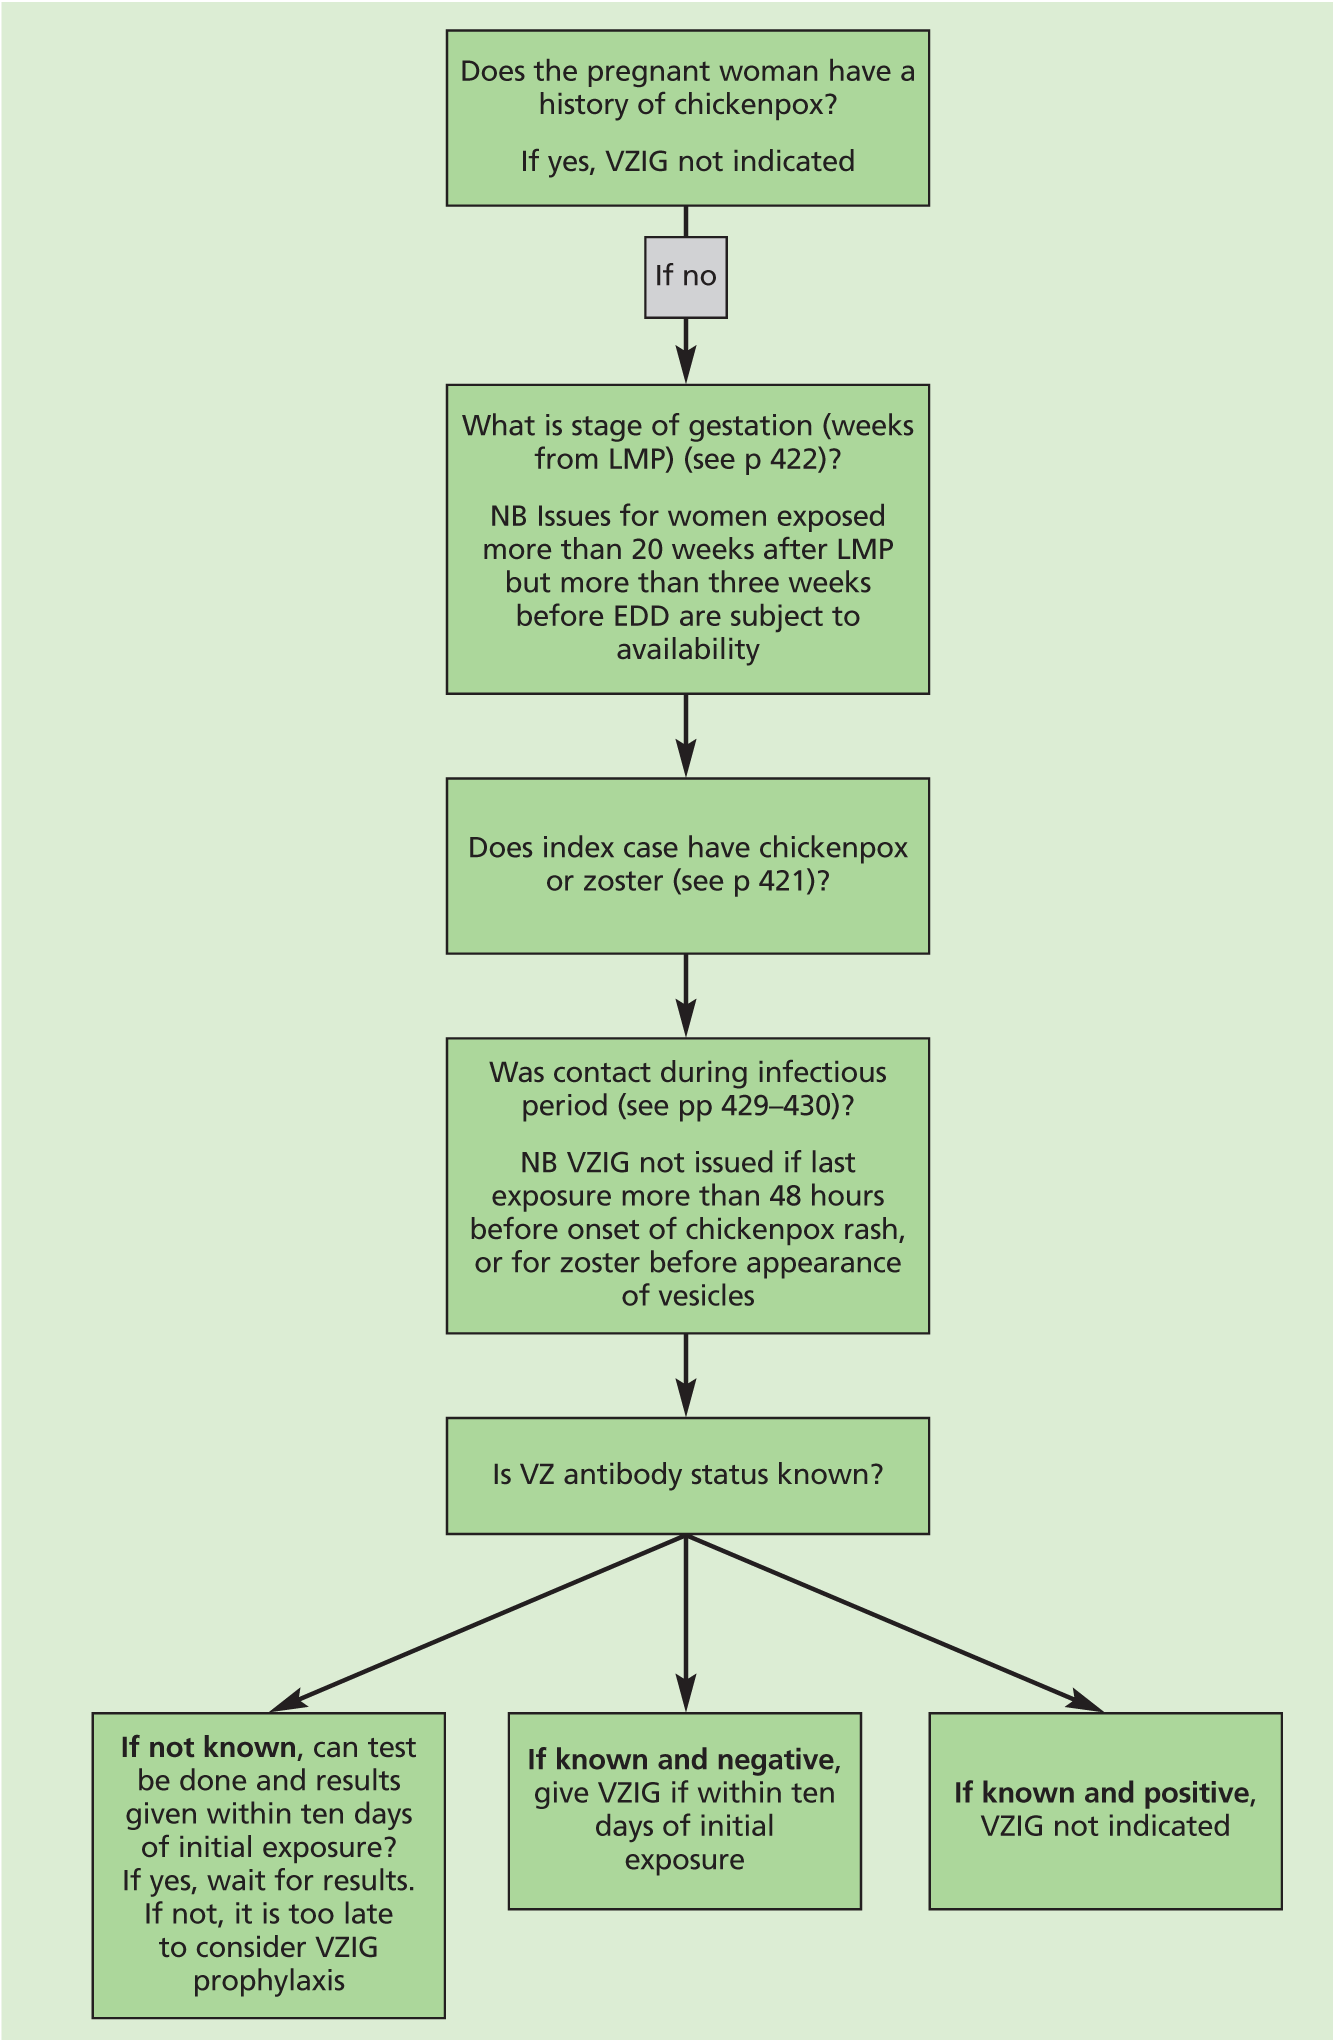 Does the pregnant woman have a
history of chickenpox?
If yes, VZIG not indicated
If no
What is stage of gestation (weeks
from LMP) (see p 422)?
NB Issues for women exposed
more than 20 weeks after LMP
but more than three weeks
before EDD are subject to
availability
Does index case have chickenpox
or zoster (see p 421)?
Was contact during infectious
period (see pp 429–430)?
NB VZIG not issued if last
exposure more than 48 hours
before onset of chickenpox rash,
or for zoster before appearance
of vesicles
Is VZ antibody status known?
If not known, can test
be done and results
given within ten days
of initial exposure?
If yes, wait for results.
If not, it is too late
to consider VZIG
prophylaxis
If known and negative,
give VZIG if within ten
days of initial
exposure
If known and positive,
VZIG not indicated